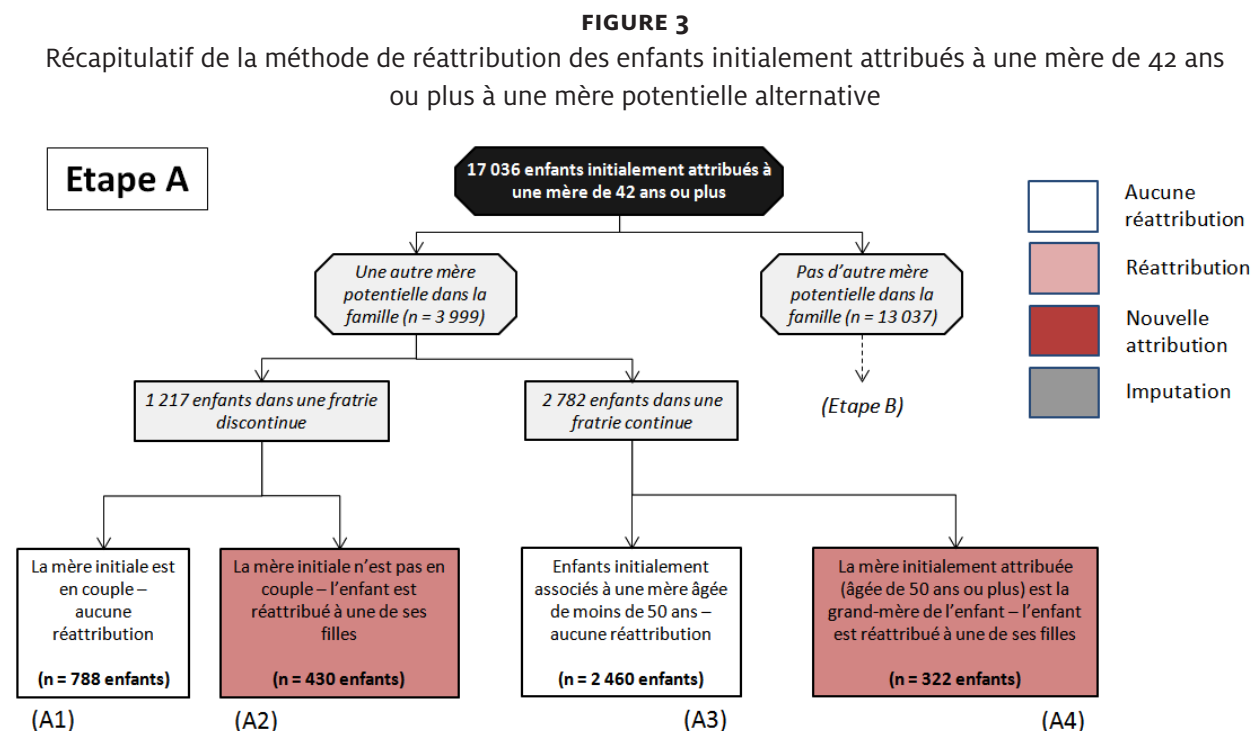 FIGURE 3
Récapitulatif de la méthode de réattribution des enfants initialement attribués à une mère de 42 ans
ou plus à une mère potentielle alternative
Etape A
17 036 enfants initialement attribués à
une mère de 42 ans ou plus
Aucune
réattribution
Réattribution
Nouvelle
attribution
Imputation
Une autre mère
potentielle dans la
famille (n = 3 999)
Pas d'autre mère
potentielle dans la
famille (n = 13 037)
1 217 enfants dans une fratrie
discontinue
2 782 enfants dans une
fratrie continue
(Etape B)
La mère initiale est
en couple –
aucune
réattribution
(n = 788 enfants)
La mère initiale n'est pas en
couple – l'enfant est
réattribué à une de ses
filles
(n = 430 enfants)
Enfants initialement
associés à une mère âgée
de moins de 50 ans –
aucune réattribution
(n = 2 460 enfants)
La mère initialement attribuée
(âgée de 50 ans ou plus) est la
grand-mère de l'enfant – l'enfant
est réattribué à une de ses filles
(n = 322 enfants)
(A1)
(A2)
(A3)
(A4)